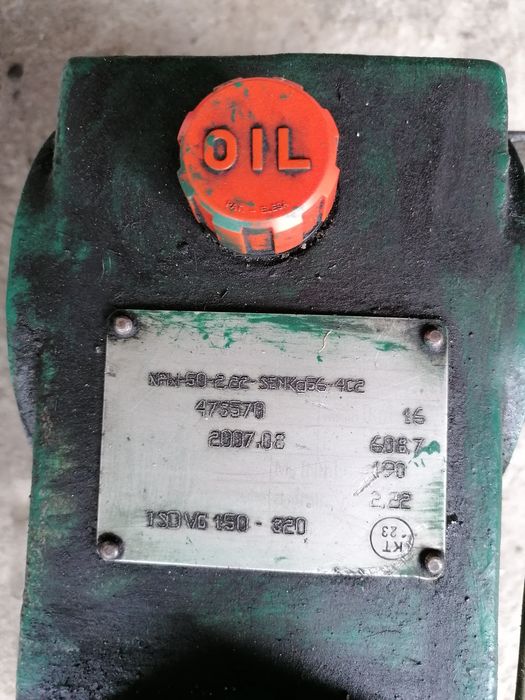 OIL
NMW-50-2,22-SENK056-4C2
473570 16
2007.08 608.7
190
2,22
ISO VG 150 - 320
KT
23